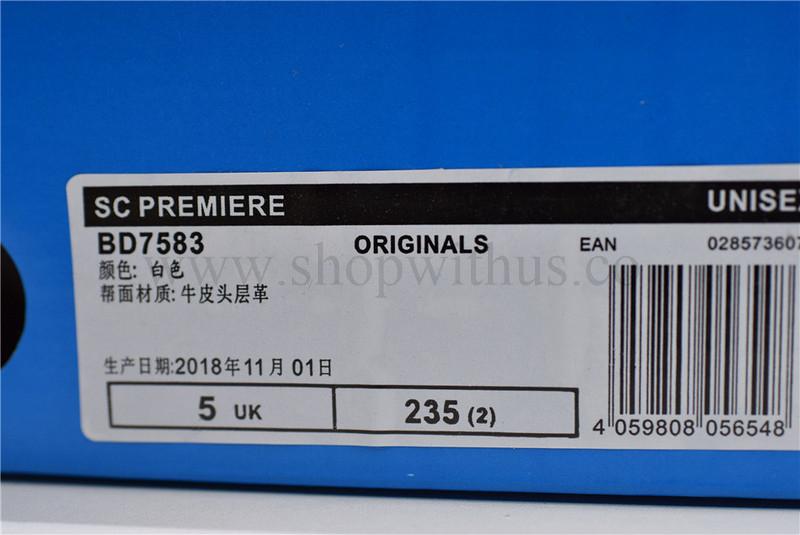 SC PREMIERE UNISEX
BD7583 ORIGINALS EAN 02857360
颜色: 白色
www.shopwithus.co
帮面材质: 牛皮头层革
生产日期:2018年11月 01日
5 UK 235 (2)
4 059808 056548